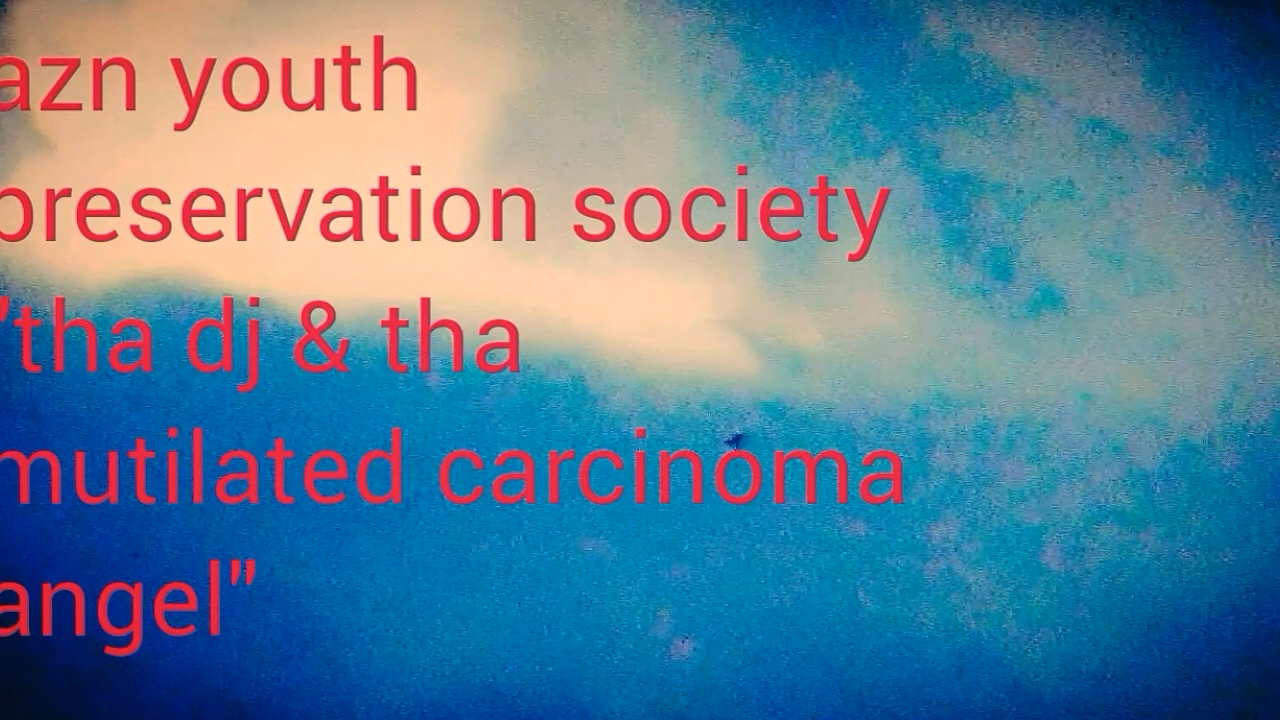 azn youth
preservation society
"tha dj & tha
mutilated carcinoma
angel"